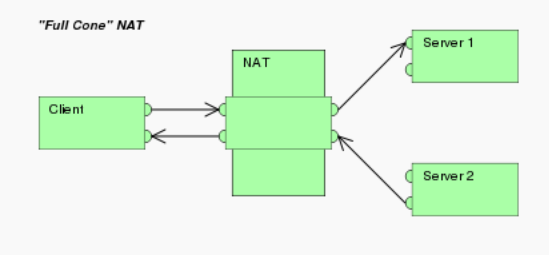 "Full Cone" NAT
Server 1
NAT
Client
Server 2